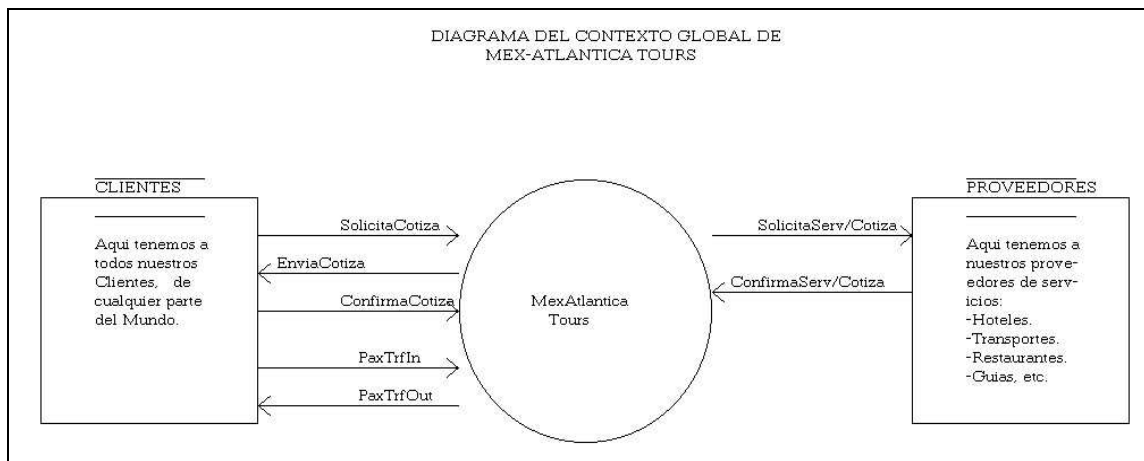 DIAGRAMA DEL CONTEXTO GLOBAL DE
MEX-ATLANTICA TOURS
CLIENTES
Aqui tenemos a
todos nuestros
Clientes, de
cualquier parte
del Mundo.
SolicitaCotiza
EnviaCotiza
ConfirmaCotiza
PaxTrfIn
PaxTrfOut
MexAtlantica
Tours
SolicitaServ/Cotiza
ConfirmaServ/Cotiza
PROVEEDORES
Aqui tenemos a
nuestros prove-
edores de serv-
icios:
-Hoteles.
-Transportes.
-Restaurantes.
-Guias, etc.